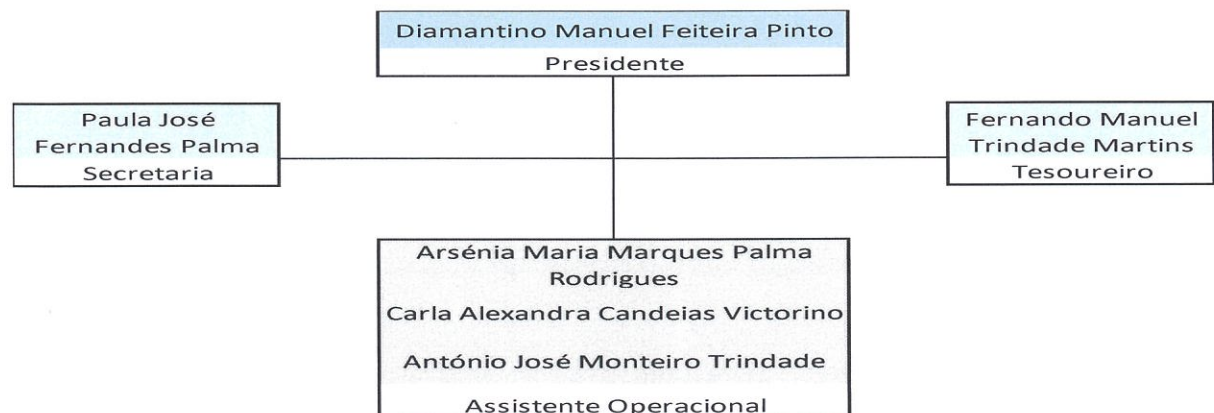 Diamantino Manuel Feiteira Pinto
Presidente
Paula José
Fernandes Palma
Secretaria
Fernando Manuel
Trindade Martins
Tesoureiro
Arsénia Maria Marques Palma
Rodrigues
Carla Alexandra Candeias Victorino
António José Monteiro Trindade
Assistente Operacional